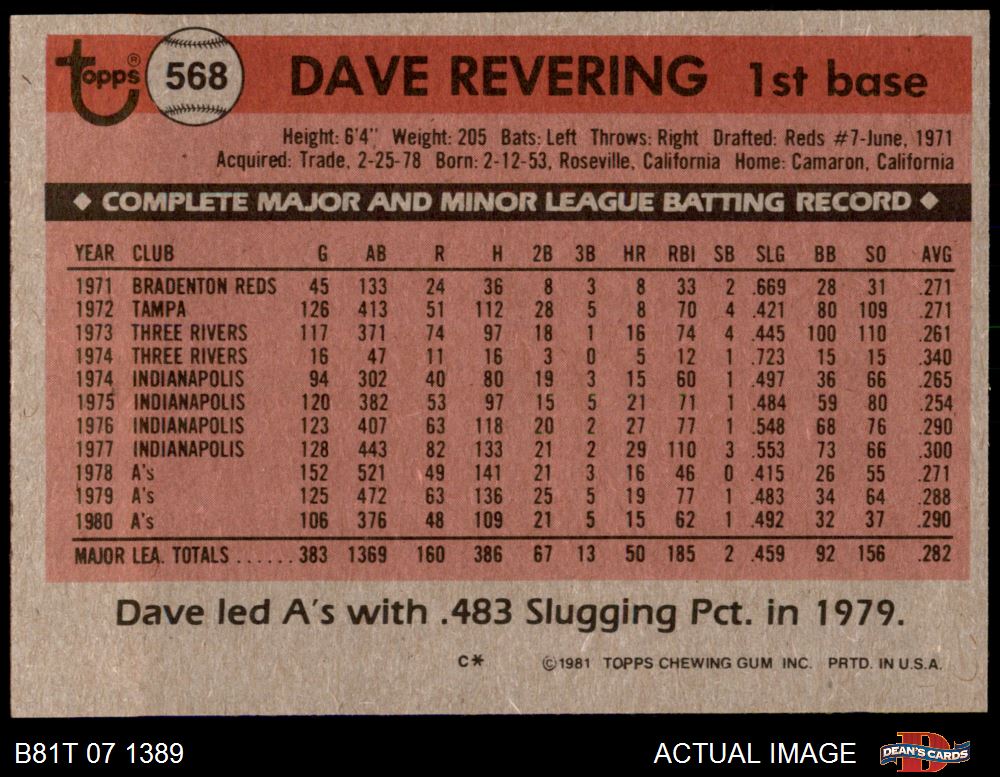 Topps® 568 DAVE REVERING 1st base
Height: 6'4" Weight: 205 Bats: Left Throws: Right Drafted: Reds #7-June, 1971
Acquired: Trade, 2-25-78 Born: 2-12-53, Roseville, California Home: Camaron, California
◆ COMPLETE MAJOR AND MINOR LEAGUE BATTING RECORD ◆
YEAR CLUB G AB R H 2B 3B HR RBI SB SLG BB SO AVG
1971 BRADENTON REDS 45 133 24 36 8 3 8 33 2 .669 28 31 .271
1972 TAMPA 126 413 51 112 28 5 8 70 4 .421 80 109 .271
1973 THREE RIVERS 117 371 74 97 18 1 16 74 4 .445 100 110 .261
1974 THREE RIVERS 16 47 11 16 3 0 5 12 1 .723 15 15 .340
1974 INDIANAPOLIS 94 302 40 80 19 3 15 60 1 .497 36 66 .265
1975 INDIANAPOLIS 120 382 53 97 15 5 21 71 1 .484 59 80 .254
1976 INDIANAPOLIS 123 407 63 118 20 2 27 77 1 .548 68 76 .290
1977 INDIANAPOLIS 128 443 82 133 21 2 29 110 3 .553 73 66 .300
1978 A's 152 521 49 141 21 3 16 46 0 .415 26 55 .271
1979 A's 125 472 63 136 25 5 19 77 1 .483 34 64 .288
1980 A's 106 376 48 109 21 5 15 62 1 .492 32 37 .290
MAJOR LEA. TOTALS ...... 383 1369 160 386 67 13 50 185 2 .459 92 156 .282
Dave led A's with .483 Slugging Pct. in 1979.
C* ©1981 TOPPS CHEWING GUM INC. PRTD. IN U.S.A.
B81T 07 1389 ACTUAL IMAGE DEAN'S CARDS